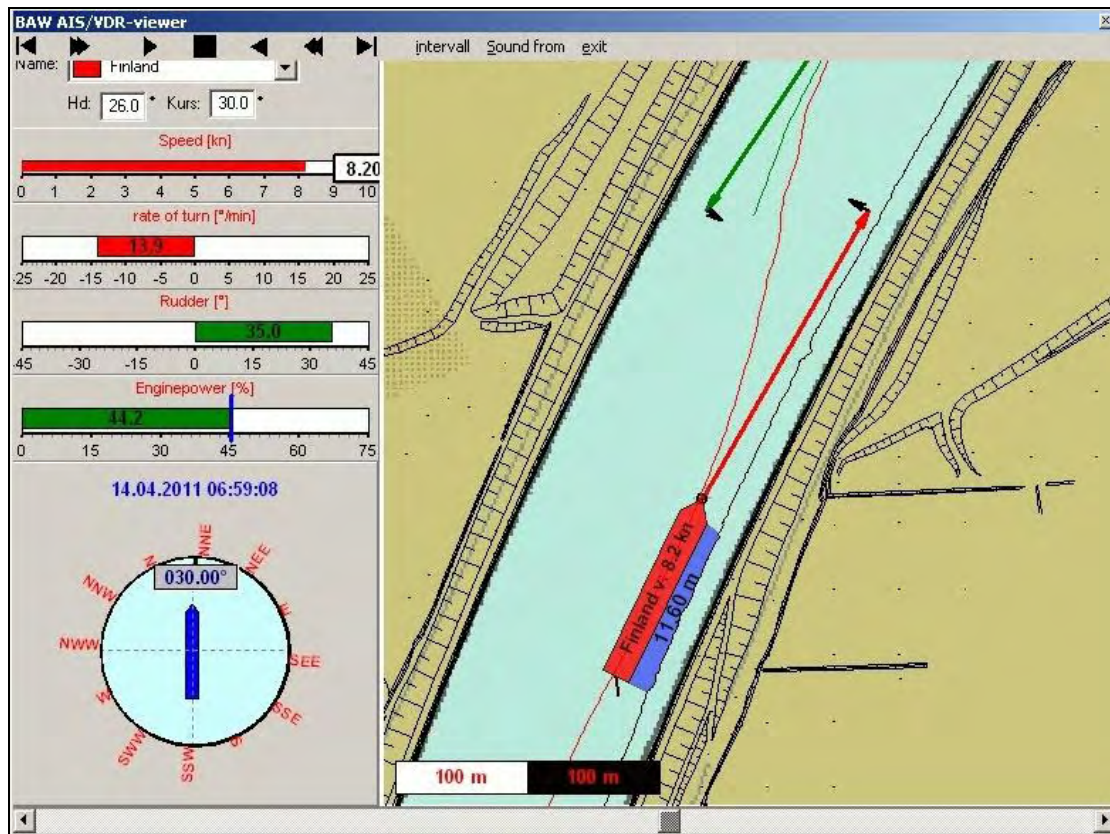 BAW AIS/VDR-viewer
intervall Sound from exit
Name: Finland
Hd: 26.0 ° Kurs: 30.0 °
Speed [kn]
8.20
0 1 2 3 4 5 6 7 8 9 10
rate of turn [°/min]
13.9
-25 -20 -15 -10 -5 0 5 10 15 20 25
Rudder [°]
35.0
-45 -30 -15 0 15 30 45
Enginepower [%]
44.2
0 15 30 45 60 75
14.04.2011 06:59:08
N
NNE
NEE
E
SEE
SSE
S
SSW
SWW
W
NWW
NNW
030.00°
Finland v: 8.2 kn
11.60 m
100 m 100 m